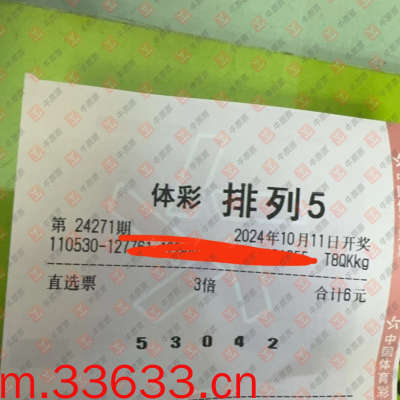 体彩 排列5
第 24271期 2024年10月11日开奖
110530-127761 T8QKkg
直选票 3倍 合计6元
5 3 0 4 2
m.33633.cn
中国体育彩